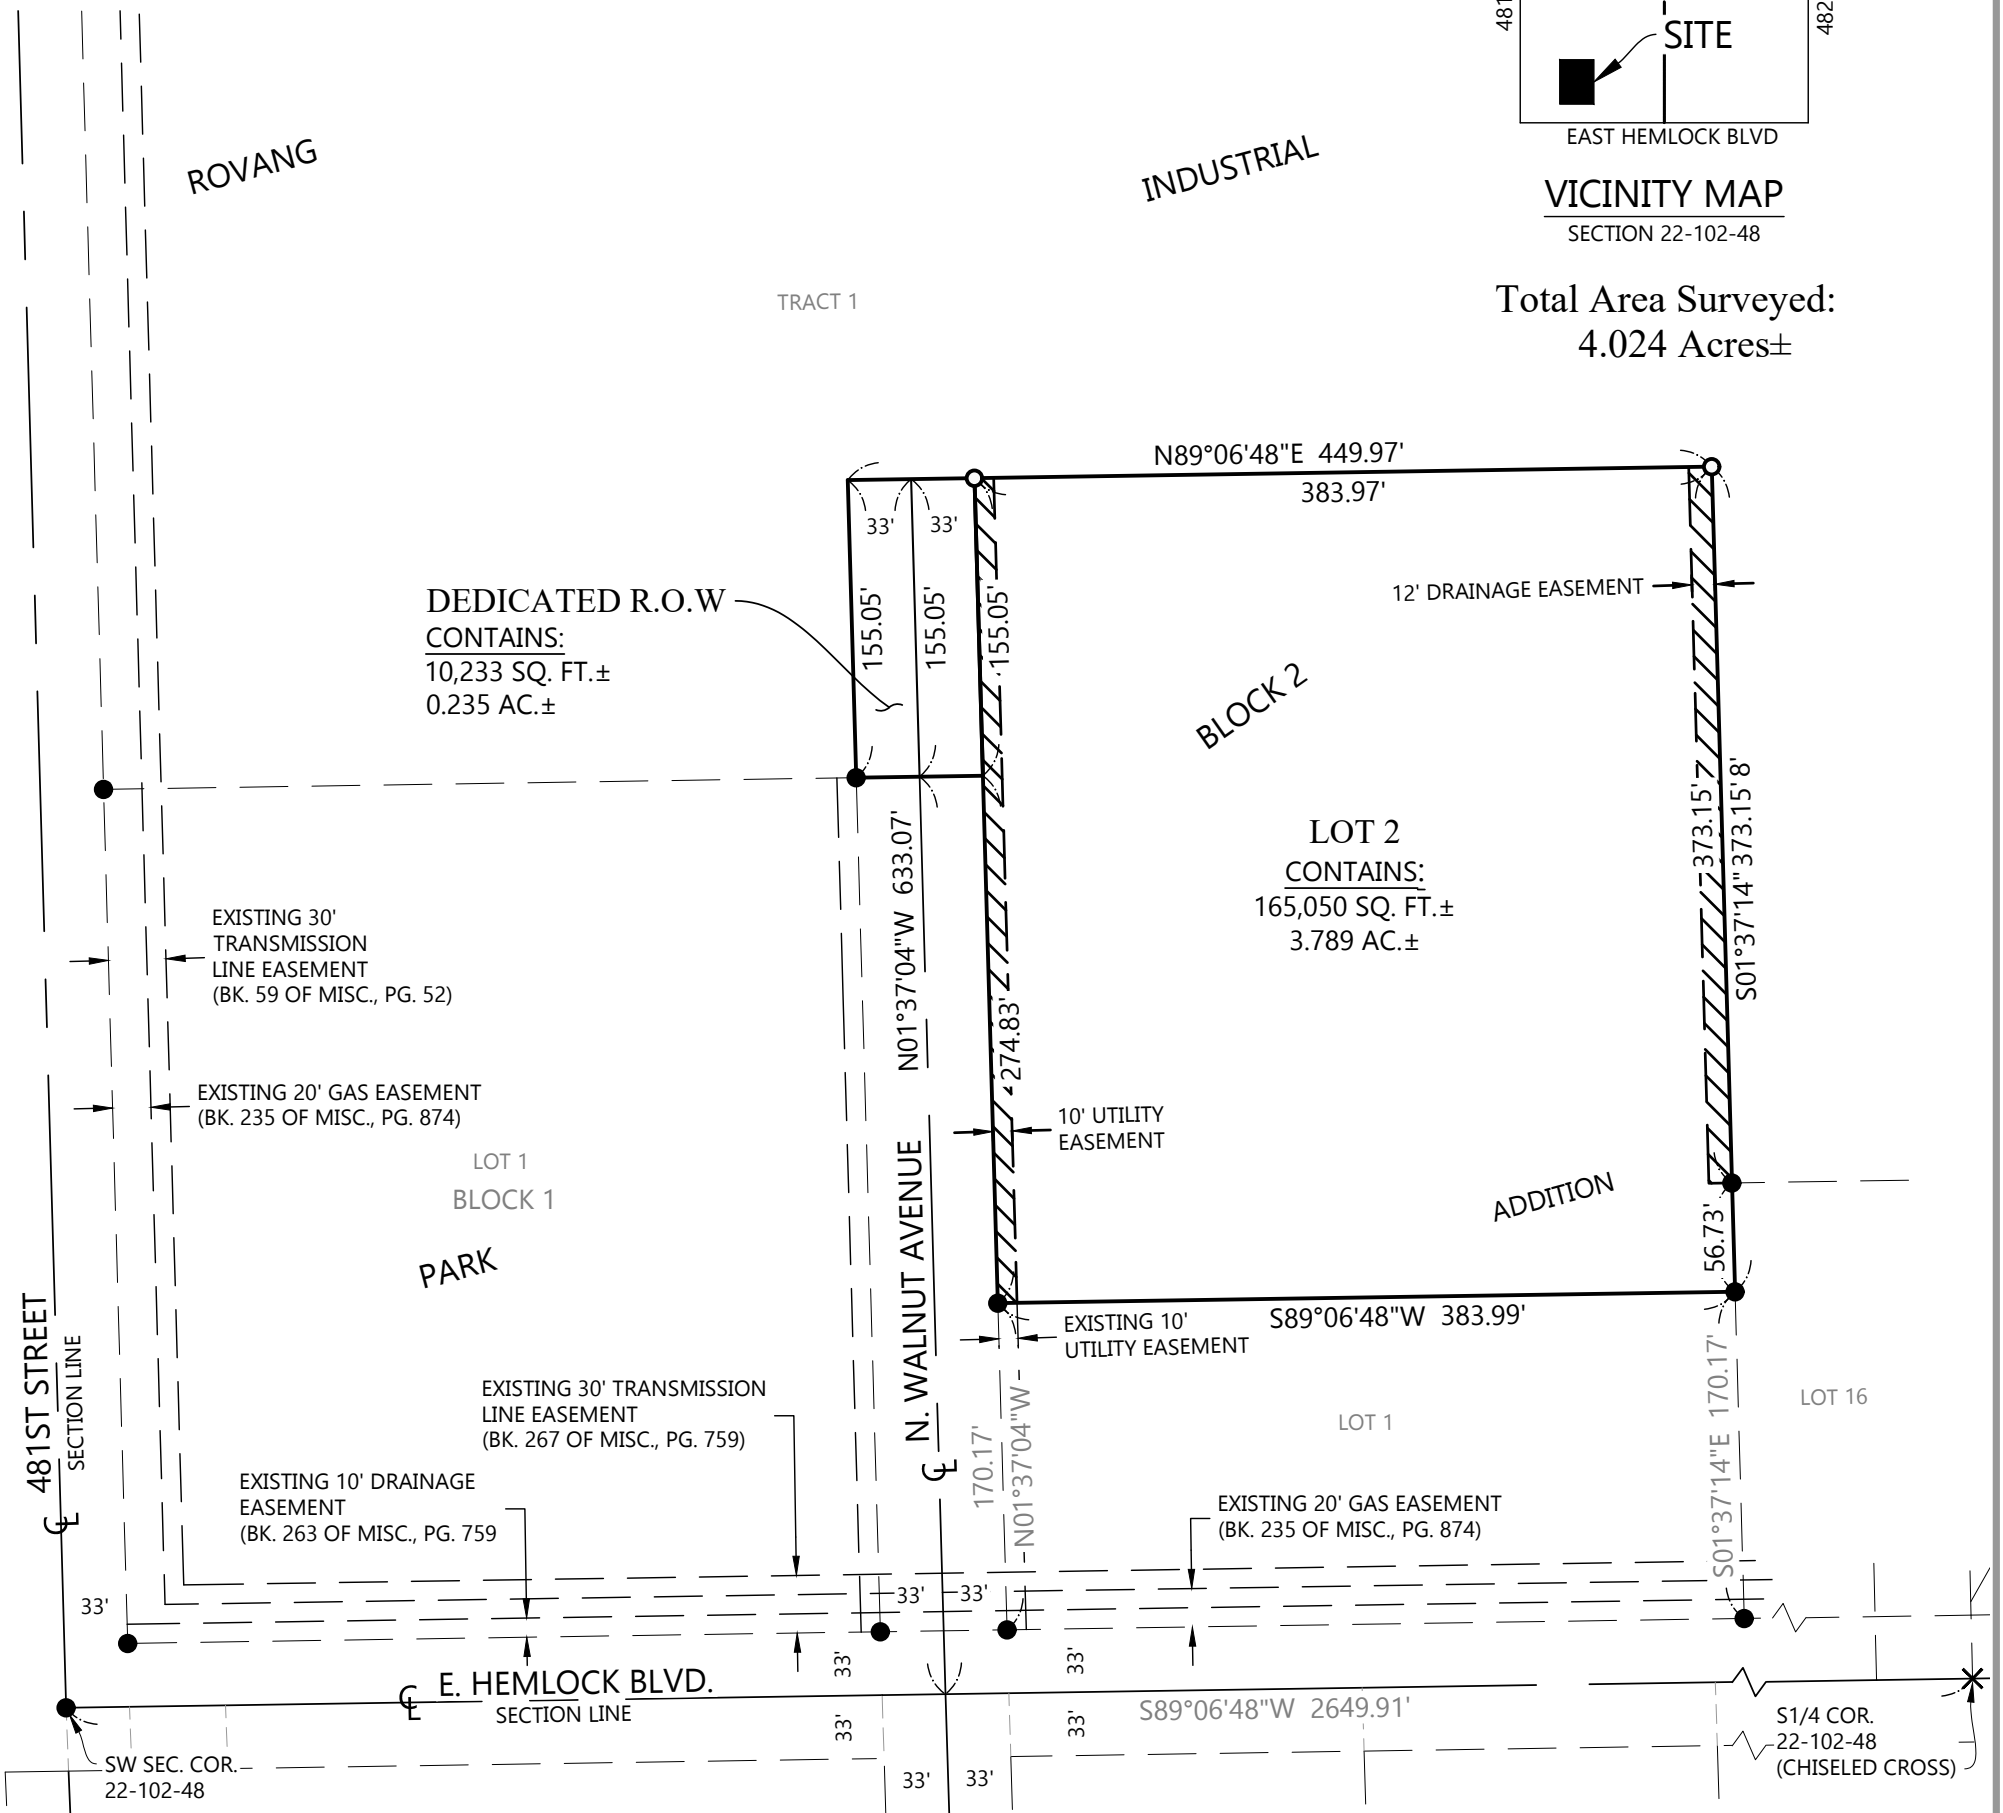 481
482
SITE
EAST HEMLOCK BLVD
VICINITY MAP
SECTION 22-102-48
Total Area Surveyed:
4.024 Acres±
ROVANG
INDUSTRIAL
TRACT 1
N89°06'48"E 449.97'
383.97'
33'
33'
12' DRAINAGE EASEMENT
DEDICATED R.O.W
CONTAINS:
10,233 SQ. FT.±
0.235 AC.±
155.05'
155.05'
155.05'
BLOCK 2
LOT 2
CONTAINS:
165,050 SQ. FT.±
3.789 AC.±
373.15'
S01°37'14" 373.15'8'
N01°37'04"W 633.07'
274.83'
EXISTING 30'
TRANSMISSION
LINE EASEMENT
(BK. 59 OF MISC., PG. 52)
EXISTING 20' GAS EASEMENT
(BK. 235 OF MISC., PG. 874)
10' UTILITY
EASEMENT
LOT 1
BLOCK 1
PARK
ADDITION
56.73'
N. WALNUT AVENUE
CL
S89°06'48"W 383.99'
EXISTING 10'
UTILITY EASEMENT
481ST STREET
SECTION LINE
CL
EXISTING 30' TRANSMISSION
LINE EASEMENT
(BK. 267 OF MISC., PG. 759)
170.17'
N01°37'04"W
LOT 1
S01°37'14"E 170.17'
LOT 16
EXISTING 10' DRAINAGE
EASEMENT
(BK. 263 OF MISC., PG. 759
EXISTING 20' GAS EASEMENT
(BK. 235 OF MISC., PG. 874)
33'
33'
33'
33'
33'
CL E. HEMLOCK BLVD.
SECTION LINE
33'
33'
S89°06'48"W 2649.91'
SW SEC. COR.
22-102-48
33'
33'
S1/4 COR.
22-102-48
(CHISELED CROSS)